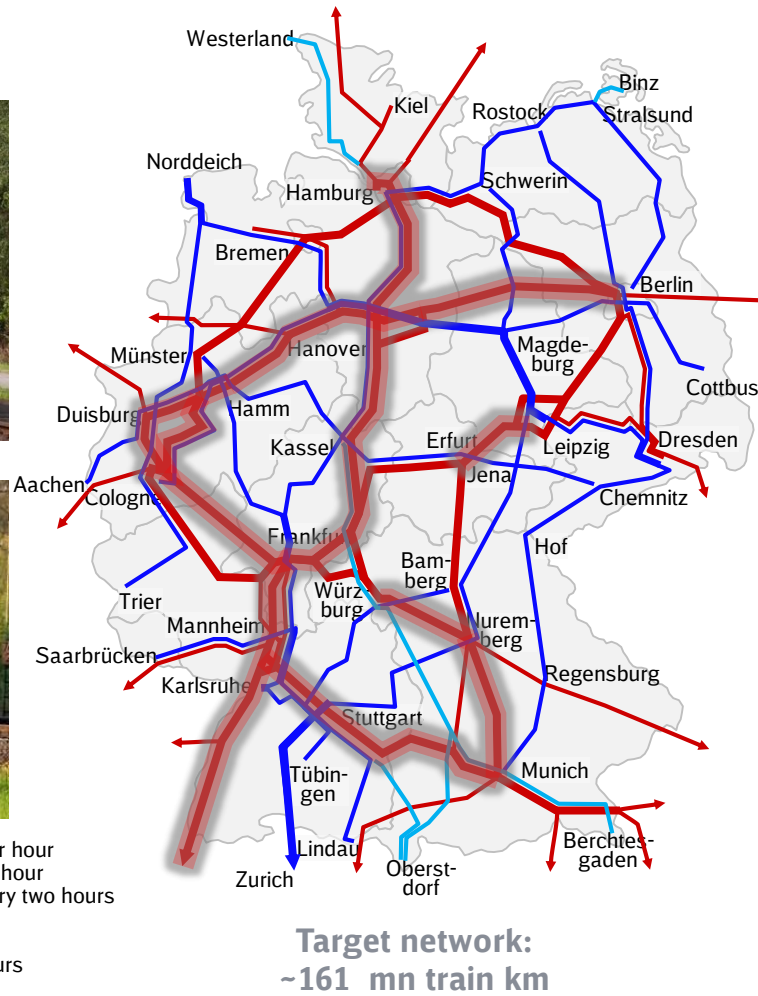 Westerland
Binz
Kiel
Rostock
Stralsund
Norddeich
Schwerin
Hamburg
Bremen
Berlin
Hanover
Magde-
burg
Münster
Cottbus
Duisburg
Hamm
Kassel
Erfurt
Leipzig
Dresden
Jena
Aachen
Cologne
Chemnitz
Frankfu
Hof
Bam-
berg
Trier
Würz-
burg
Mannheim
Nurem-
berg
Saarbrücken
Regensburg
Karlsruhe
Stuttgart
Munich
Tübin-
gen
Lindau
Zurich
Oberst-
dorf
Berchtes-
gaden
r hour
hour
ry two hours
urs
Target network:
~161 mn train km